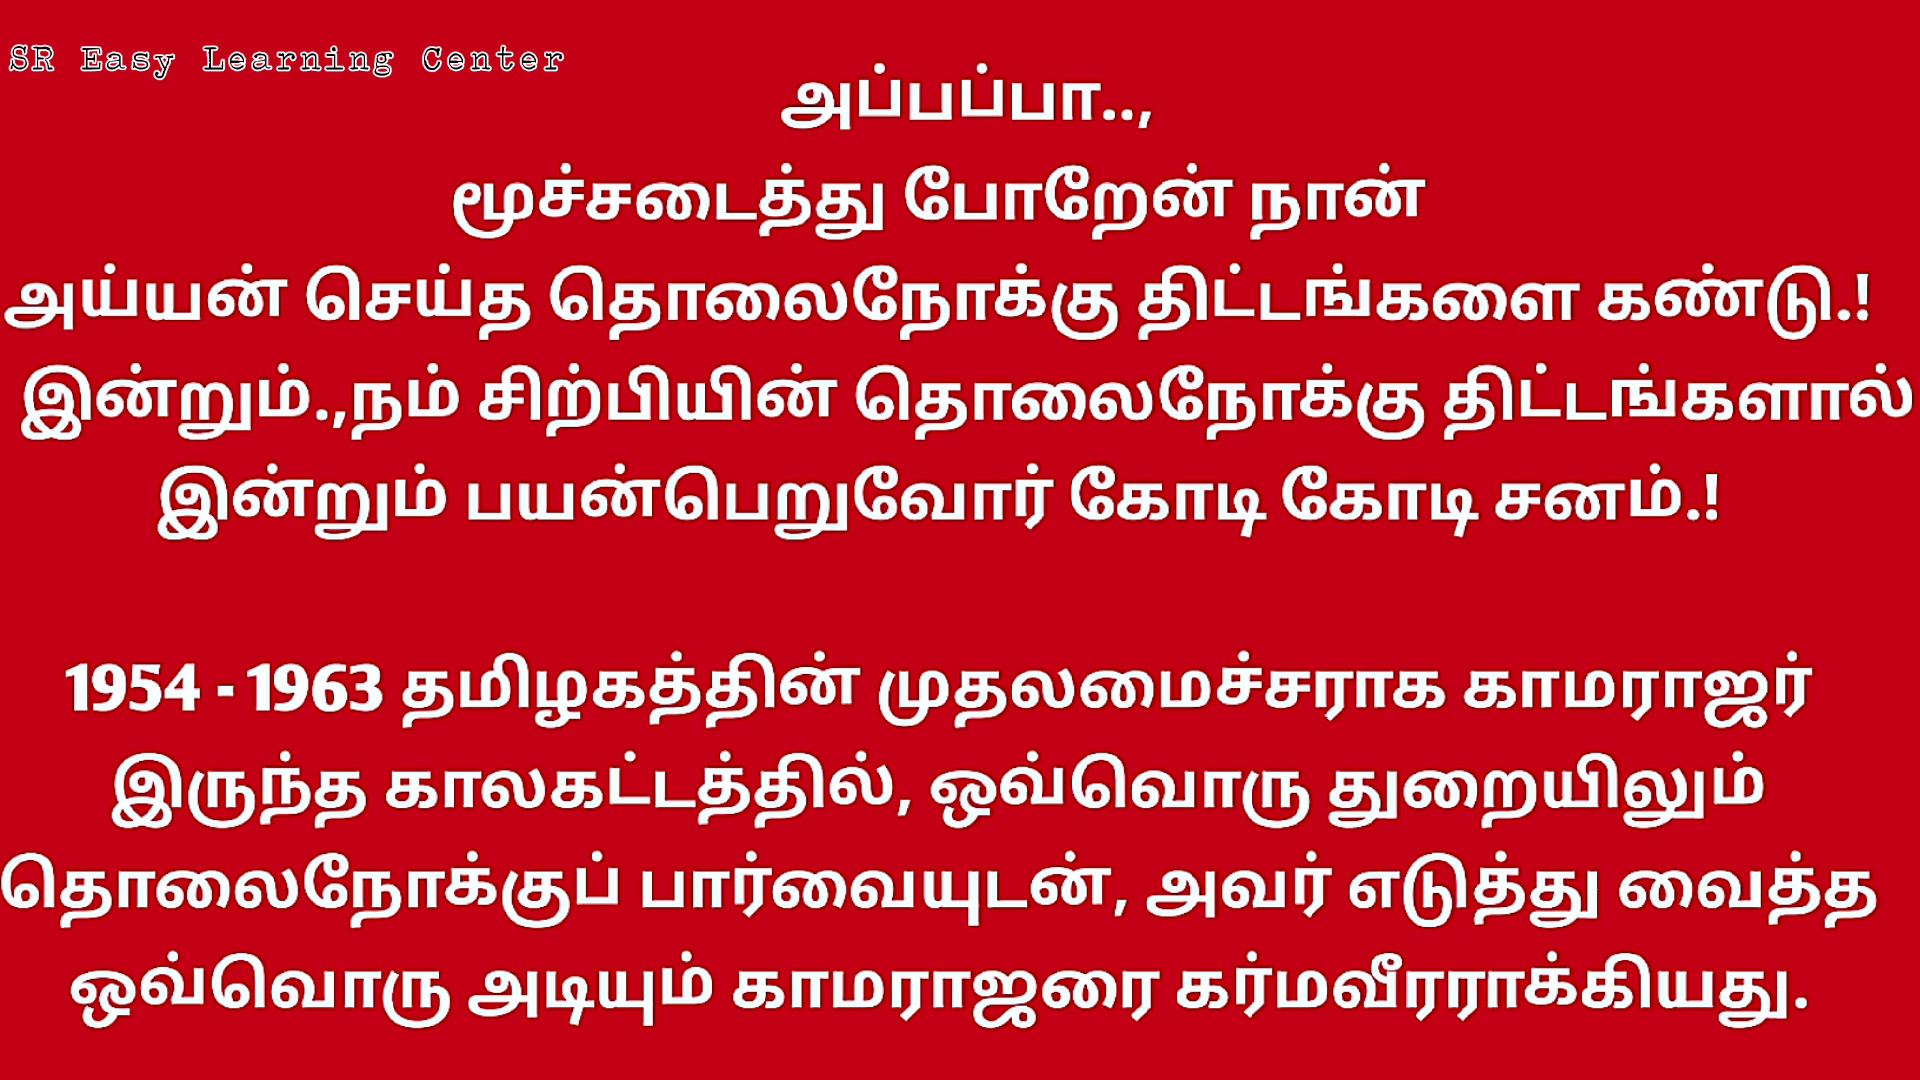 SR Easy Learning Center
அப்பப்பா..,
மூச்சடைத்து போறேன் நான்
அய்யன் செய்த தொலைநோக்கு திட்டங்களை கண்டு.!
இன்றும்.,நம் சிற்பியின் தொலைநோக்கு திட்டங்களால்
இன்றும் பயன்பெறுவோர் கோடி கோடி சனம்.!
1954 - 1963 தமிழகத்தின் முதலமைச்சராக காமராஜர்
இருந்த காலகட்டத்தில், ஒவ்வொரு துறையிலும்
தொலைநோக்குப் பார்வையுடன், அவர் எடுத்து வைத்த
ஒவ்வொரு அடியும் காமராஜரை கர்மவீரராக்கியது.